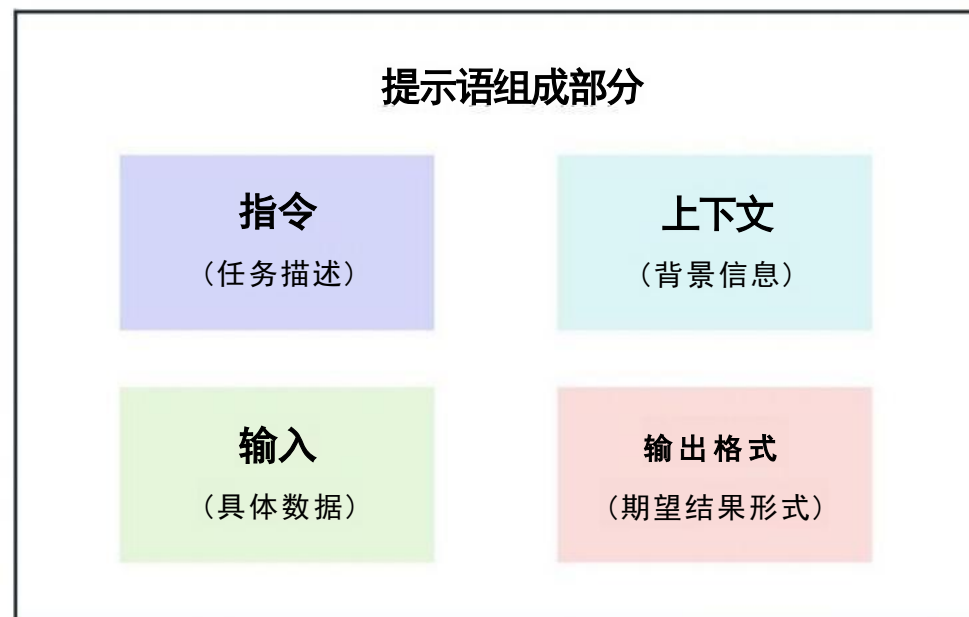 提示语组成部分
指令
（任务描述）
上下文
（背景信息）
输入
（具体数据）
输出格式
（期望结果形式）